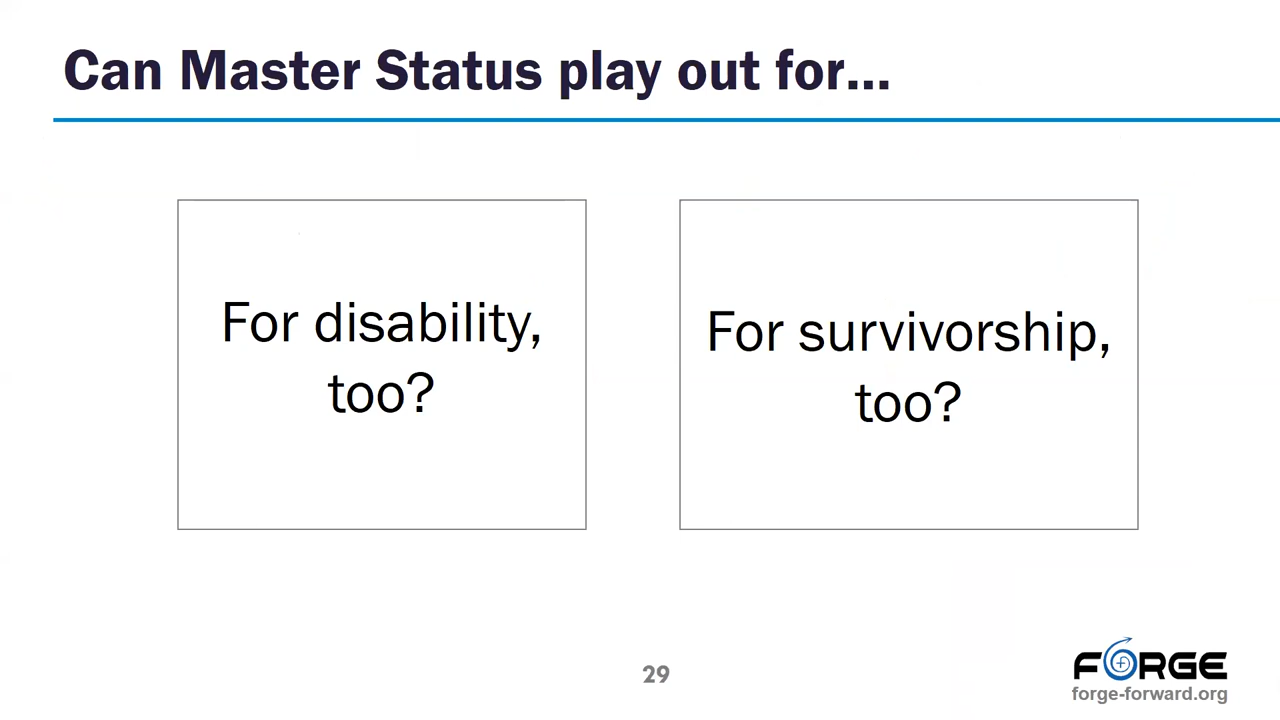 Can Master Status play out for...
For disability,
too?
For survivorship,
too?
29
FORGE
forge-forward.org